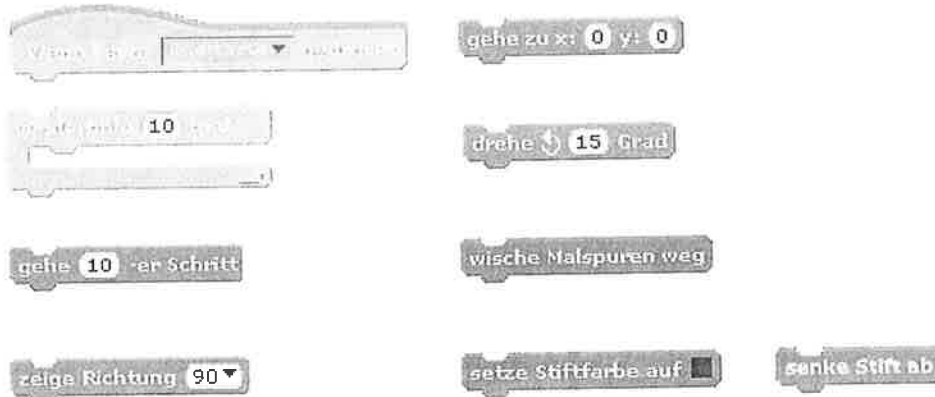 gehe zu x: 0 y: 0
10
drehe 15 Grad
gehe 10 -er Schritt
wische Malspuren weg
zeige Richtung 90
setze Stiftfarbe auf
senke Stift ab